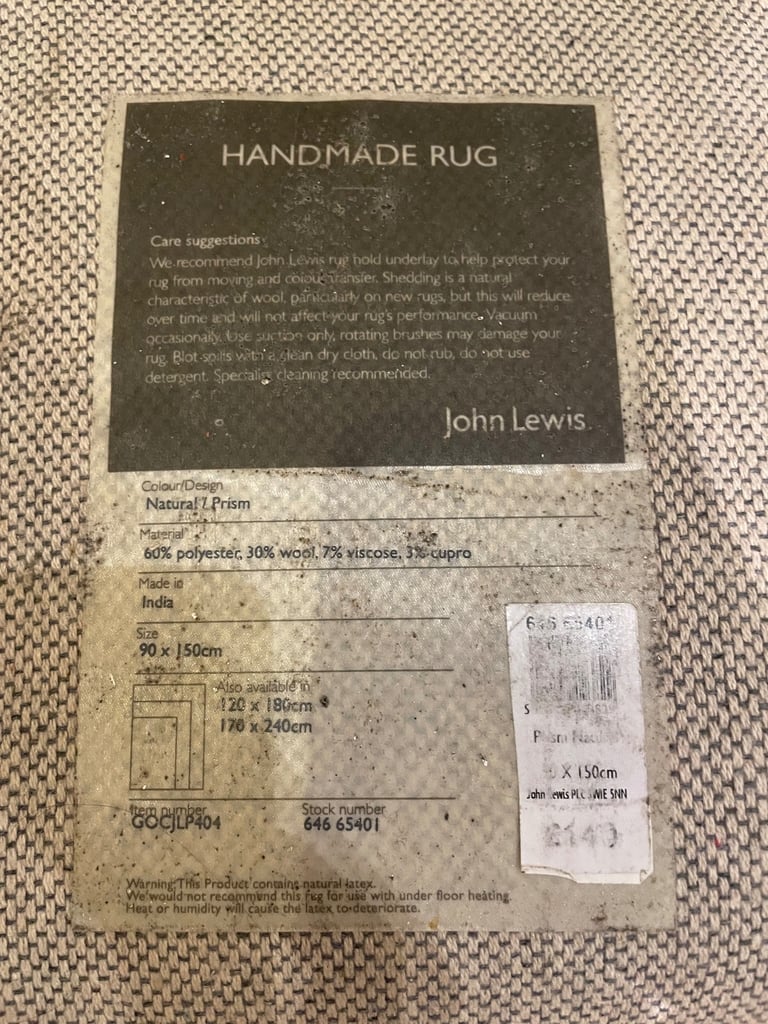 HANDMADE RUG
Care suggestions
We recommend John Lewis rug hold underlay to help protect your
rug from moving and colour transfer. Shedding is a natural
characteristic of wool, particularly on new rugs, but this will reduce
over time and will not affect your rug's performance. Vacuum
occasionally. Use suction only, rotating brushes may damage your
rug. Blot spills with a clean dry cloth, do not rub, do not use
detergent. Specialist cleaning recommended.
John Lewis
Colour/Design
Natural / Prism
Material
60% polyester, 30% wool, 7% viscose, 3% cupro
Made in
India
Size
90 x 150cm
Also available in
120 x 180cm
170 x 240cm
Item number
GOCJLP404
Stock number
646 65401
Warning: This Product contains natural latex.
We would not recommend this rug for use with under floor heating.
Heat or humidity will cause the latex to deteriorate.
646 65401
X 150cm
John Lewis PLC SW1E 5NN